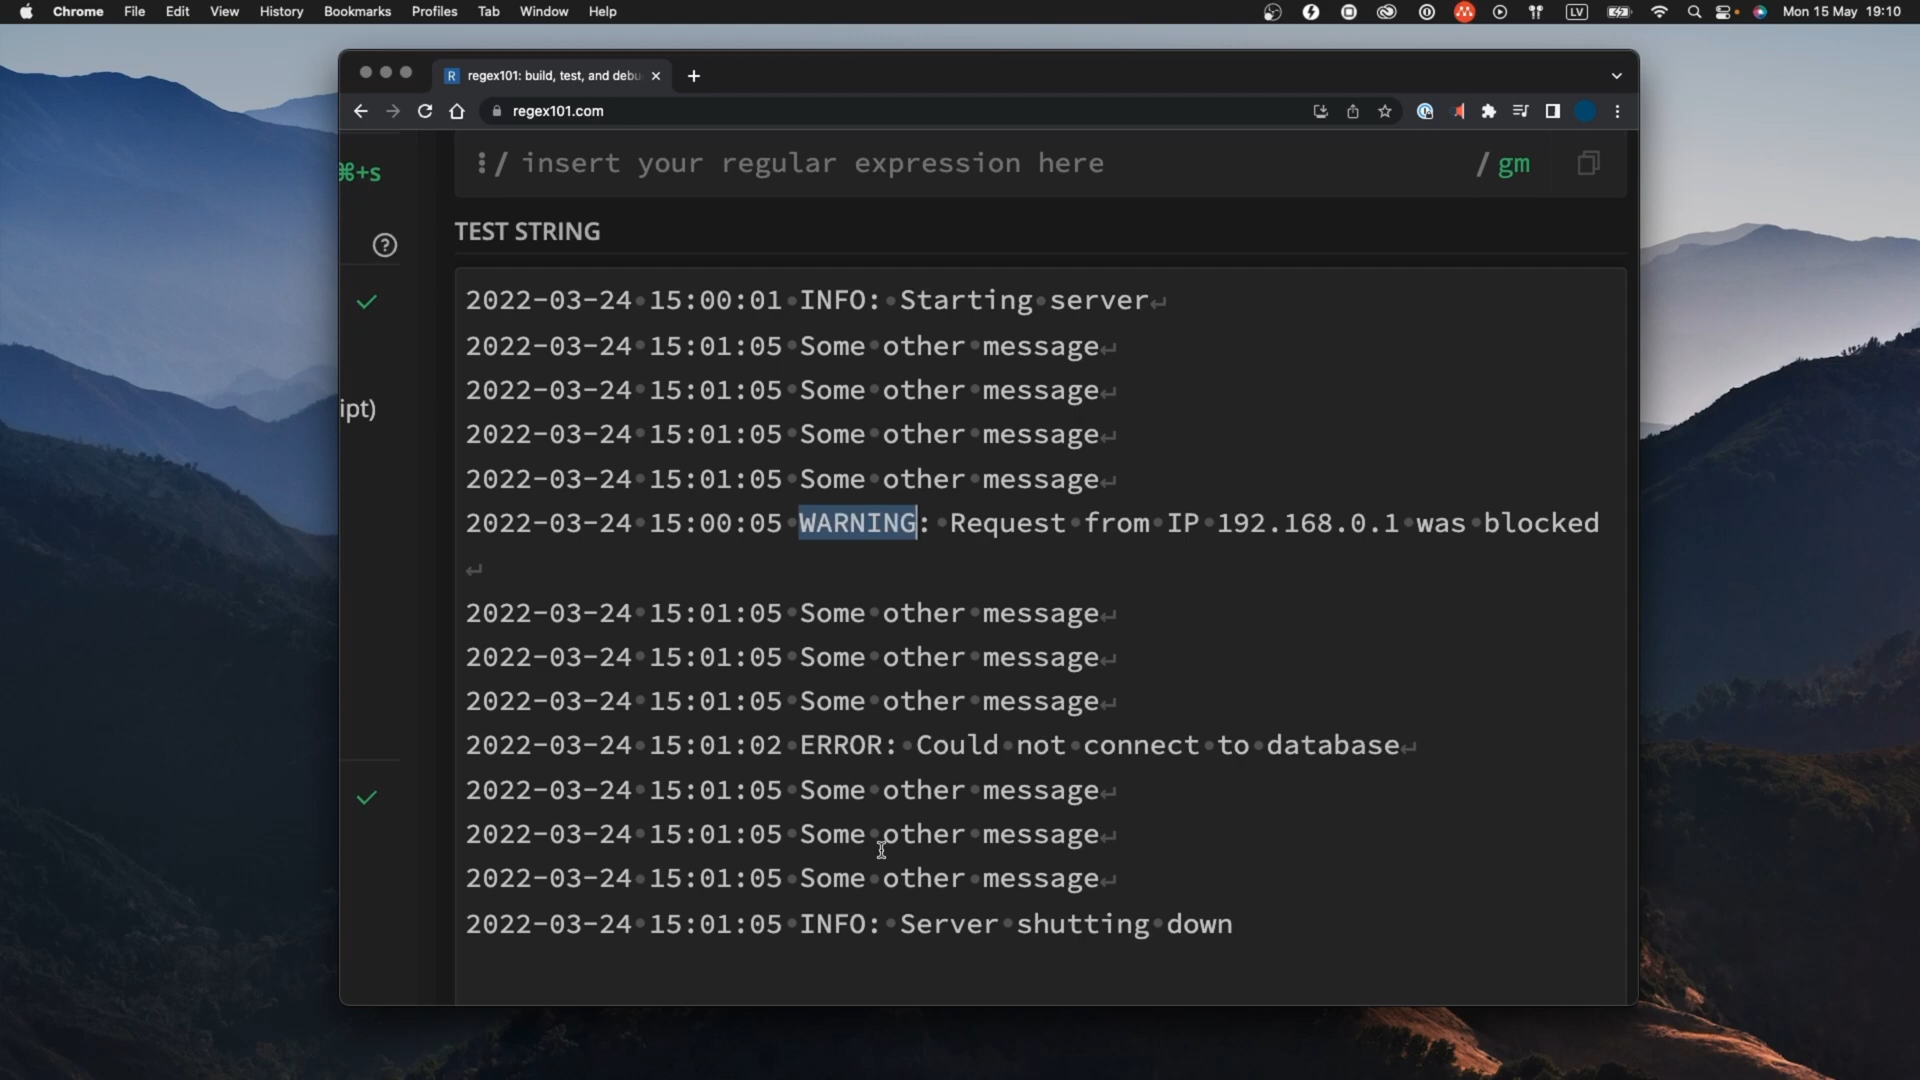 Chrome File Edit View History Bookmarks Profiles Tab Window Help LV Mon 15 May 19:10
R regex101: build, test, and debu
regex101.com
⌘+s
/ insert your regular expression here / gm
TEST STRING
ipt)
2022-03-24 15:00:01 INFO: Starting server
2022-03-24 15:01:05 Some other message
2022-03-24 15:01:05 Some other message
2022-03-24 15:01:05 Some other message
2022-03-24 15:01:05 Some other message
2022-03-24 15:00:05 WARNING: Request from IP 192.168.0.1 was blocked
2022-03-24 15:01:05 Some other message
2022-03-24 15:01:05 Some other message
2022-03-24 15:01:05 Some other message
2022-03-24 15:01:02 ERROR: Could not connect to database
2022-03-24 15:01:05 Some other message
2022-03-24 15:01:05 Some other message
2022-03-24 15:01:05 Some other message
2022-03-24 15:01:05 INFO: Server shutting down